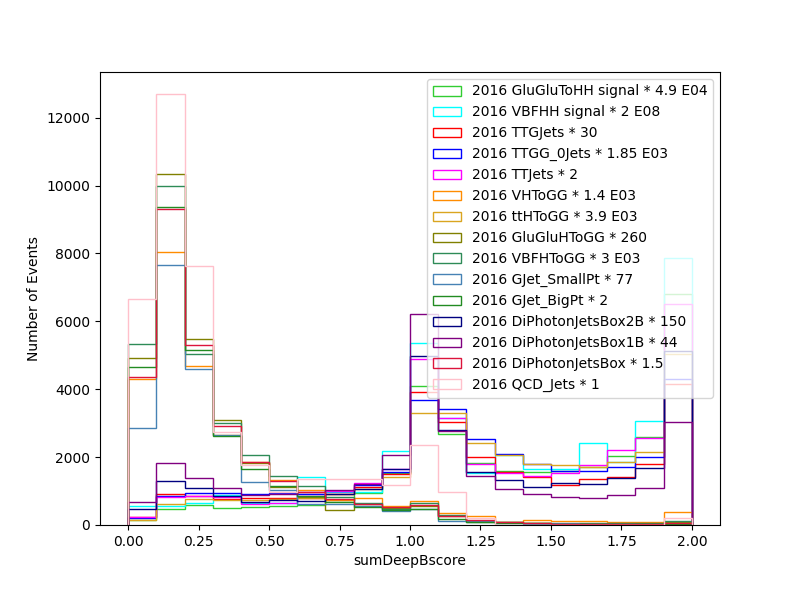 12000
10000
8000
6000
4000
2000
0
Number of Events
2016 GluGluToHH signal * 4.9 E04
2016 VBFHH signal * 2 E08
2016 TTGJets * 30
2016 TTGG_0Jets * 1.85 E03
2016 TTJets * 2
2016 VHToGG * 1.4 E03
2016 ttHToGG * 3.9 E03
2016 GluGluHToGG * 260
2016 VBFHToGG * 3 E03
2016 GJet_SmallPt * 77
2016 GJet_BigPt * 2
2016 DiPhotonJetsBox2B * 150
2016 DiPhotonJetsBox1B * 44
2016 DiPhotonJetsBox * 1.5
2016 QCD_Jets * 1
0.00 0.25 0.50 0.75 1.00 1.25 1.50 1.75 2.00
sumDeepBscore